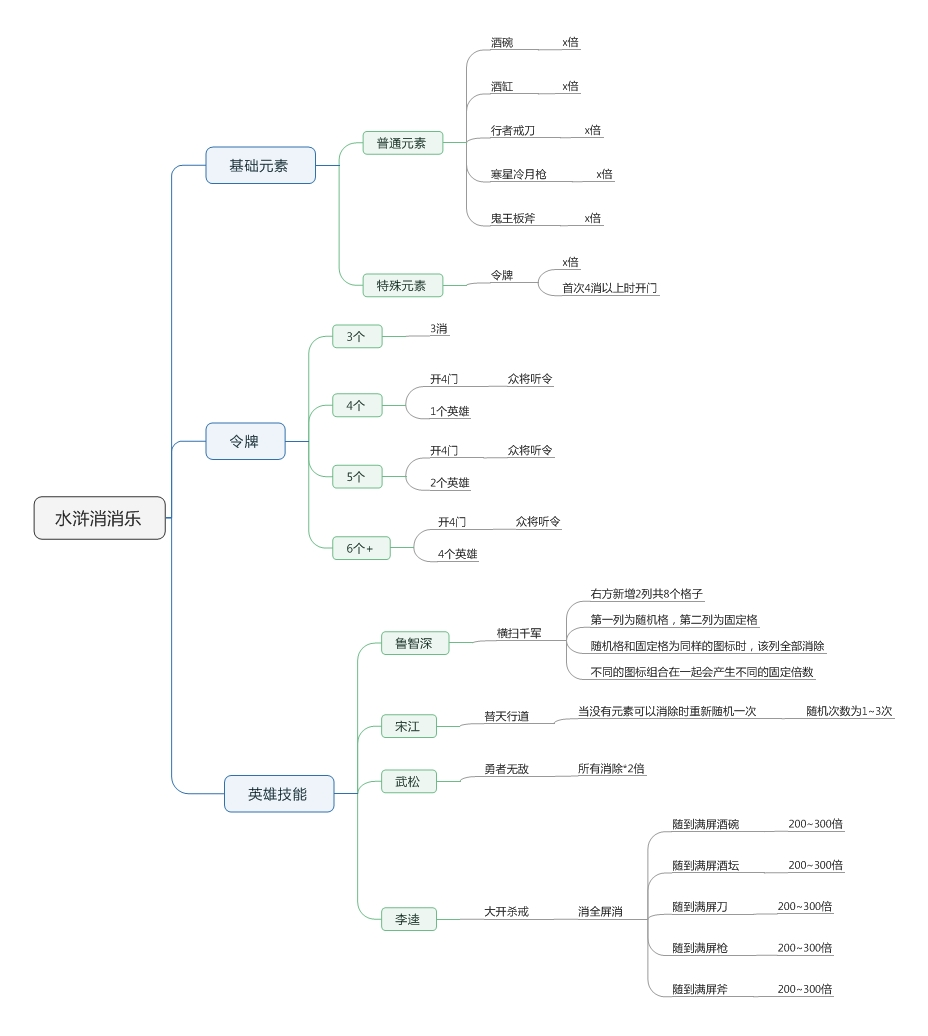 水浒消消乐
基础元素
普通元素
酒碗 x倍
酒缸 x倍
行者戒刀 x倍
寒星冷月枪 x倍
鬼王板斧 x倍
特殊元素
令牌
x倍
首次4消以上时开门
令牌
3个
3消
4个
开4门 众将听令
1个英雄
5个
开4门 众将听令
2个英雄
6个+
开4门 众将听令
4个英雄
英雄技能
鲁智深
横扫千军
右方新增2列共8个格子
第一列为随机格，第二列为固定格
随机格和固定格为同样的图标时，该列全部消除
不同的图标组合在一起会产生不同的固定倍数
宋江
替天行道
当没有元素可以消除时重新随机一次
随机次数为1~3次
武松
勇者无敌
所有消除*2倍
李逵
大开杀戒
消全屏消
随到满屏酒碗 200~300倍
随到满屏酒坛 200~300倍
随到满屏刀 200~300倍
随到满屏枪 200~300倍
随到满屏斧 200~300倍